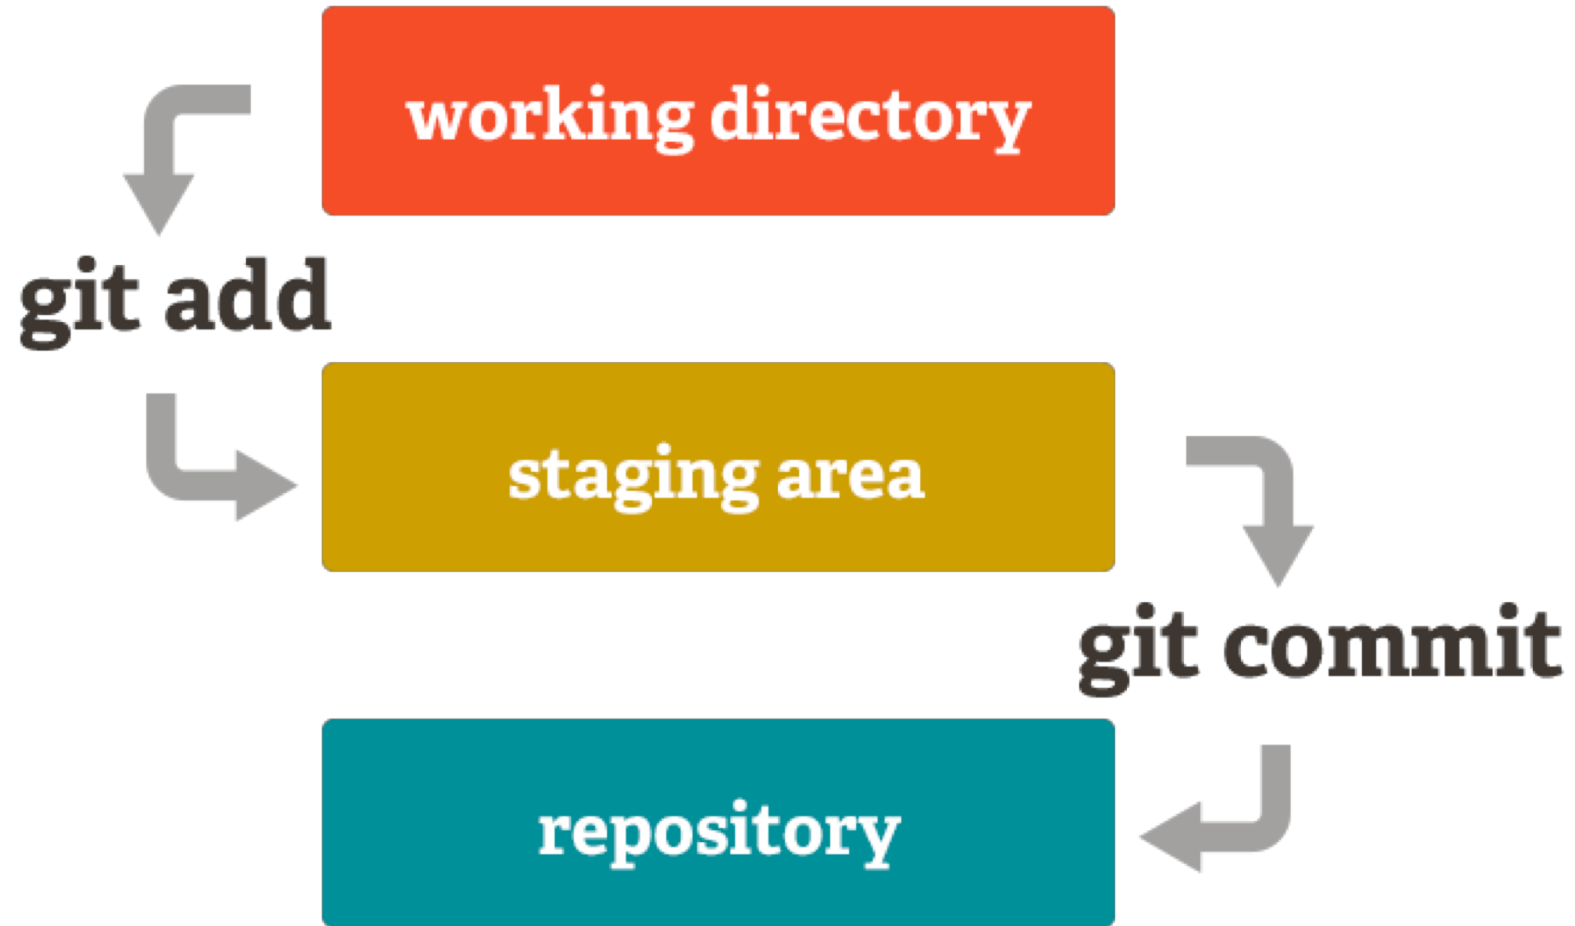 working directory
git add
staging area
git commit
repository